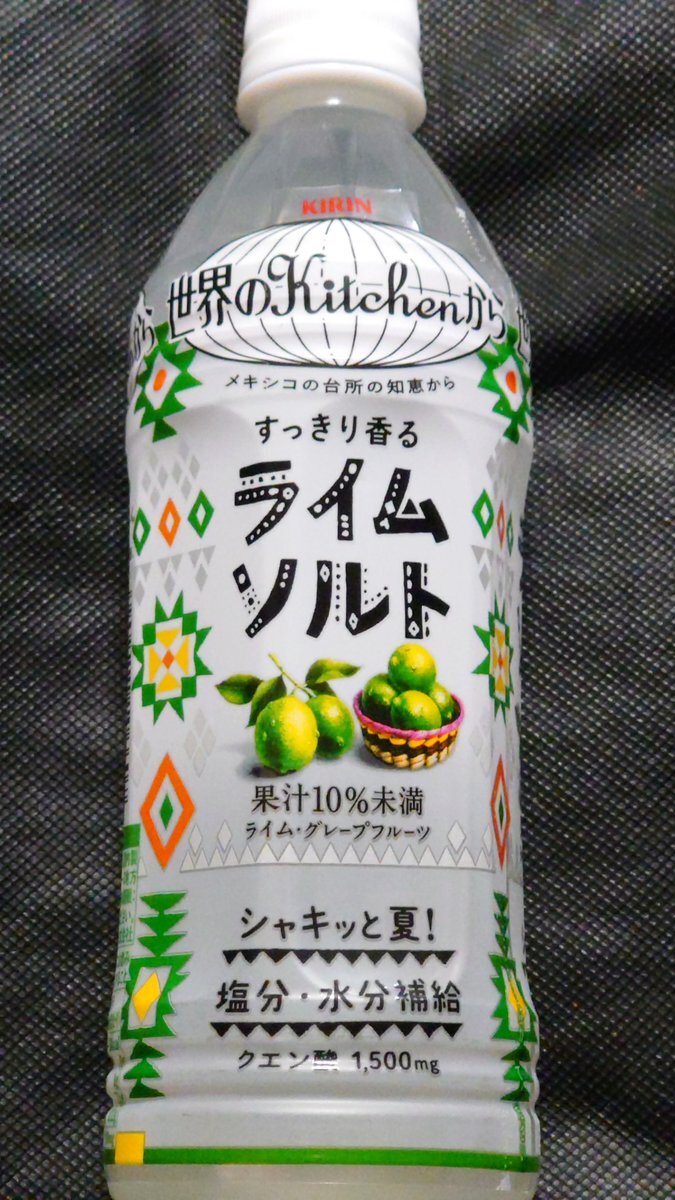 KIRIN
世界のKitchenから
メキシコの台所の知恵から
すっきり香る
ライム
ソルト
果汁10%未満
ライム・グレープフルーツ
シャキッと夏!
塩分・水分補給
クエン酸 1,500mg